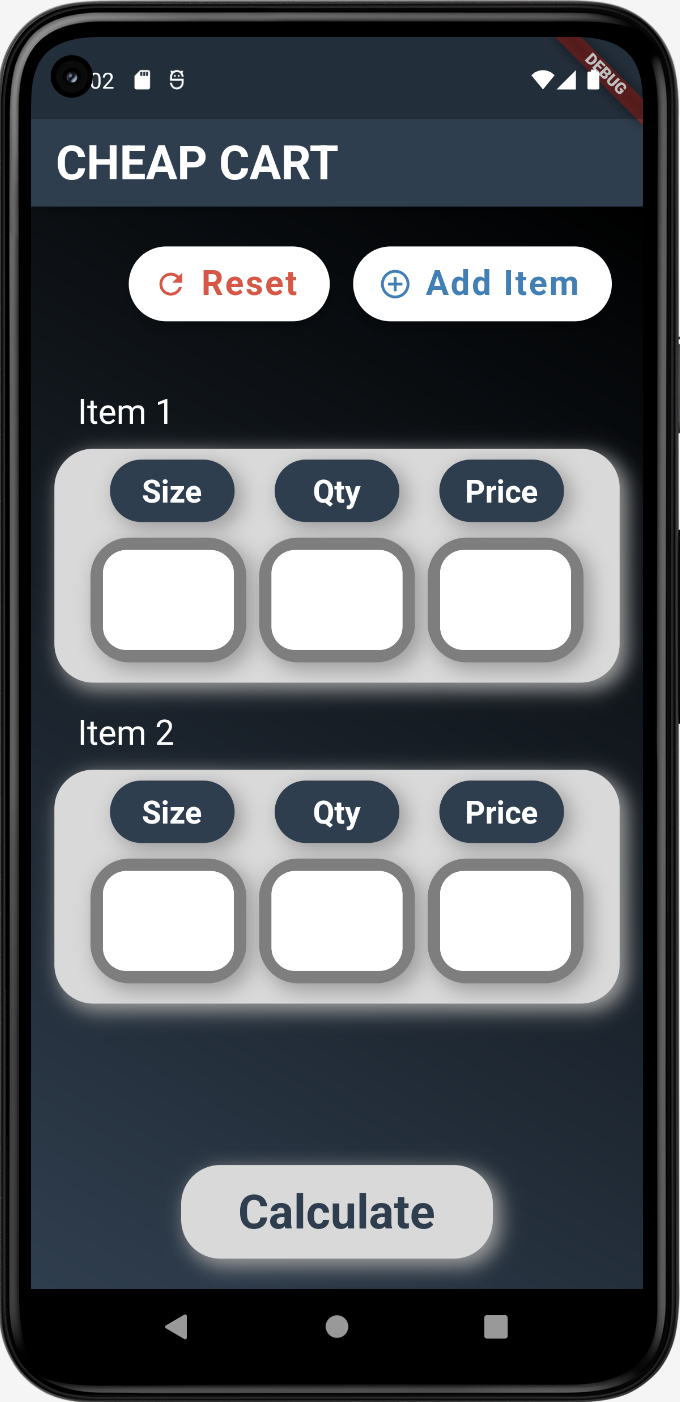 02
DEBUG
CHEAP CART
Reset
Add Item
Item 1
Size Qty Price
Item 2
Size Qty Price
Calculate